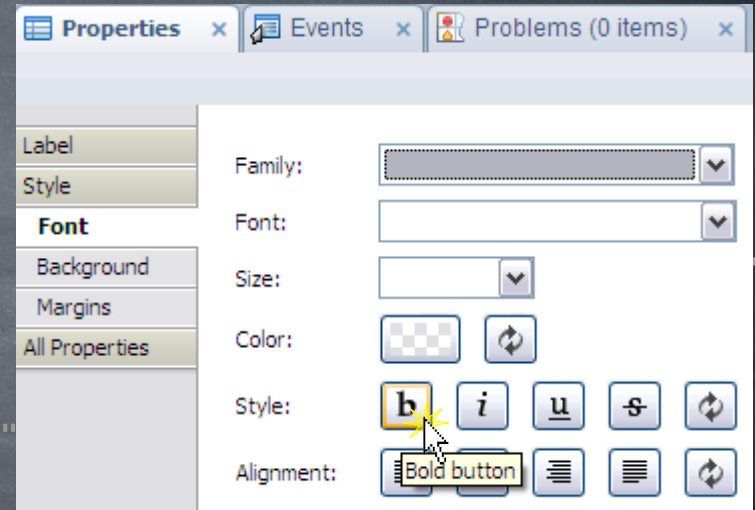 Properties Events Problems (0 items)
Label
Style
Font
Background
Margins
All Properties
Family:
Font:
Size:
Color:
Style: b i u s
Alignment:
Bold button